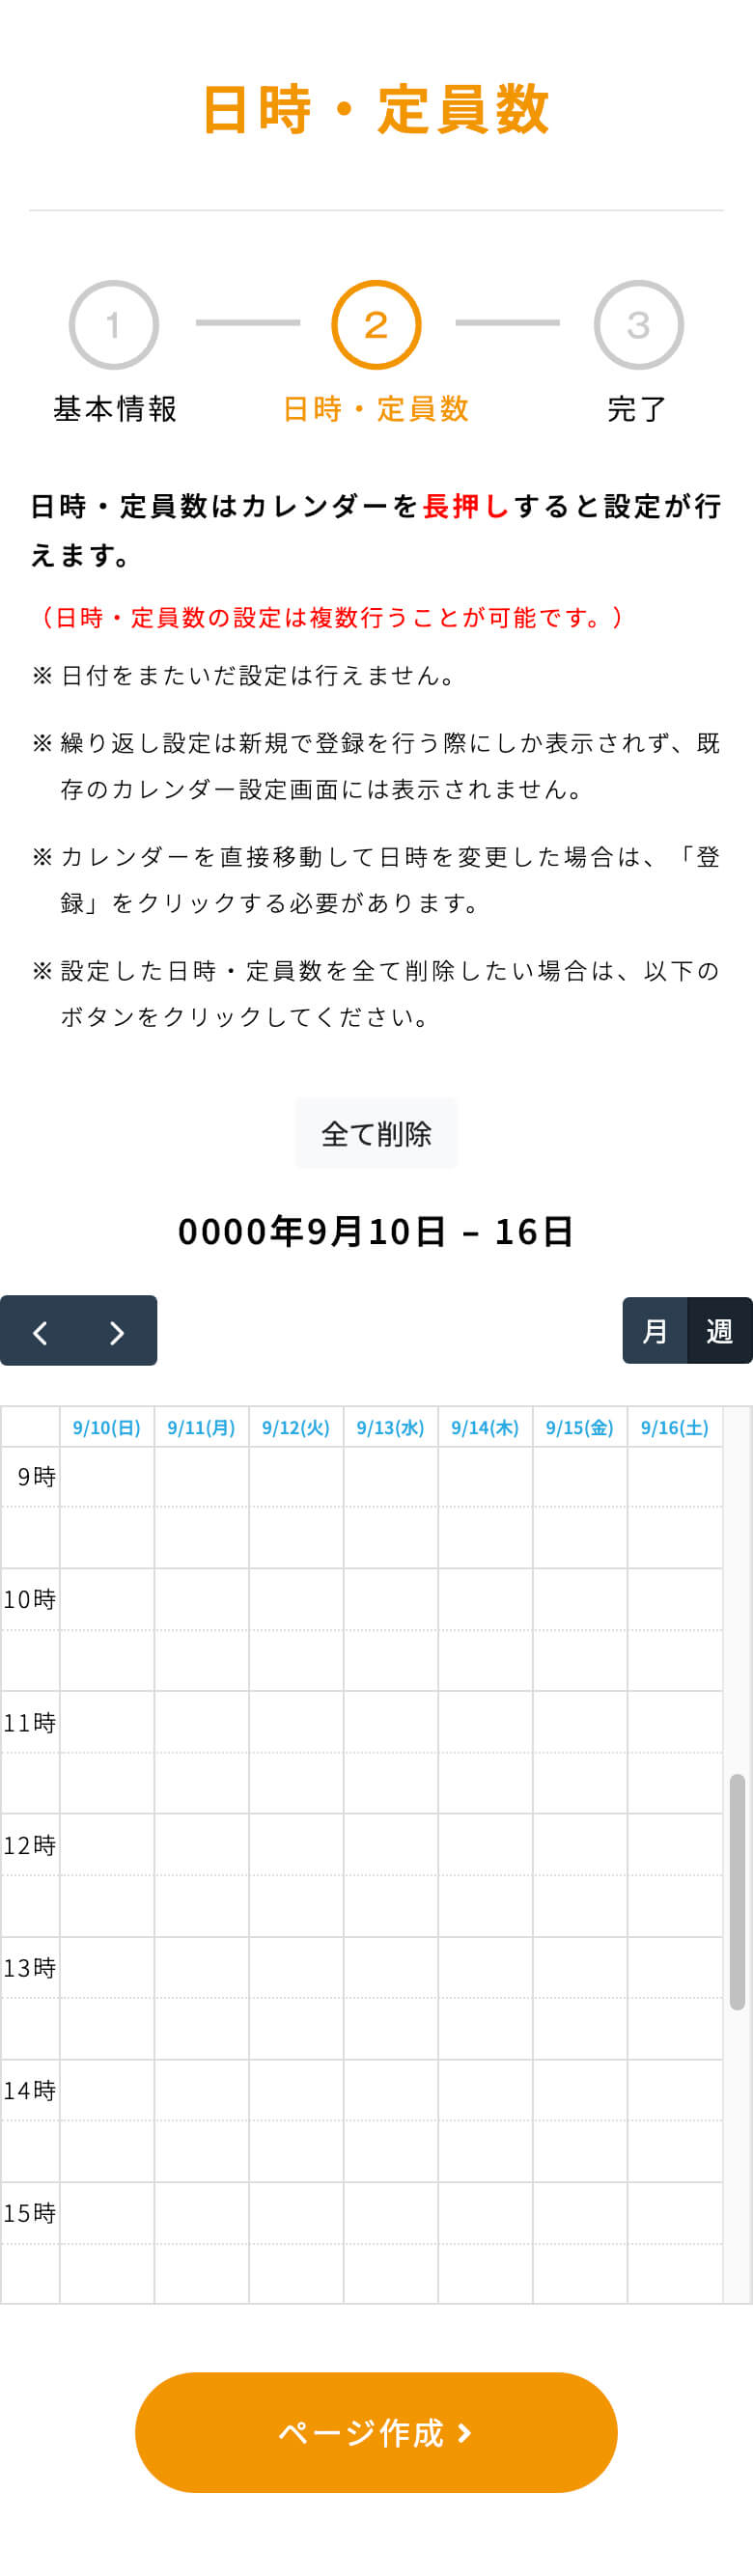 日時・定員数
1
2
3
基本情報
日時・定員数
完了
日時・定員数はカレンダーを長押しすると設定が行
えます。
（日時・定員数の設定は複数行うことが可能です。）
※ 日付をまたいだ設定は行えません。
※ 繰り返し設定は新規で登録を行う際にしか表示されず、既
存のカレンダー設定画面には表示されません。
※ カレンダーを直接移動して日時を変更した場合は、「登
録」をクリックする必要があります。
※ 設定した日時・定員数を全て削除したい場合は、以下の
ボタンをクリックしてください。
全て削除
0000年9月10日 – 16日
月 週
9/10(日) 9/11(月) 9/12(火) 9/13(水) 9/14(木) 9/15(金) 9/16(土)
9時
10時
11時
12時
13時
14時
15時
ページ作成